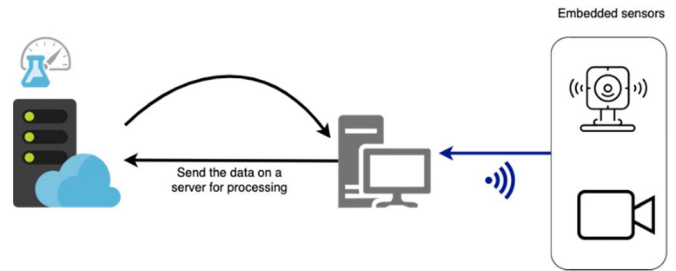 Embedded sensors
Send the data on a
server for processing